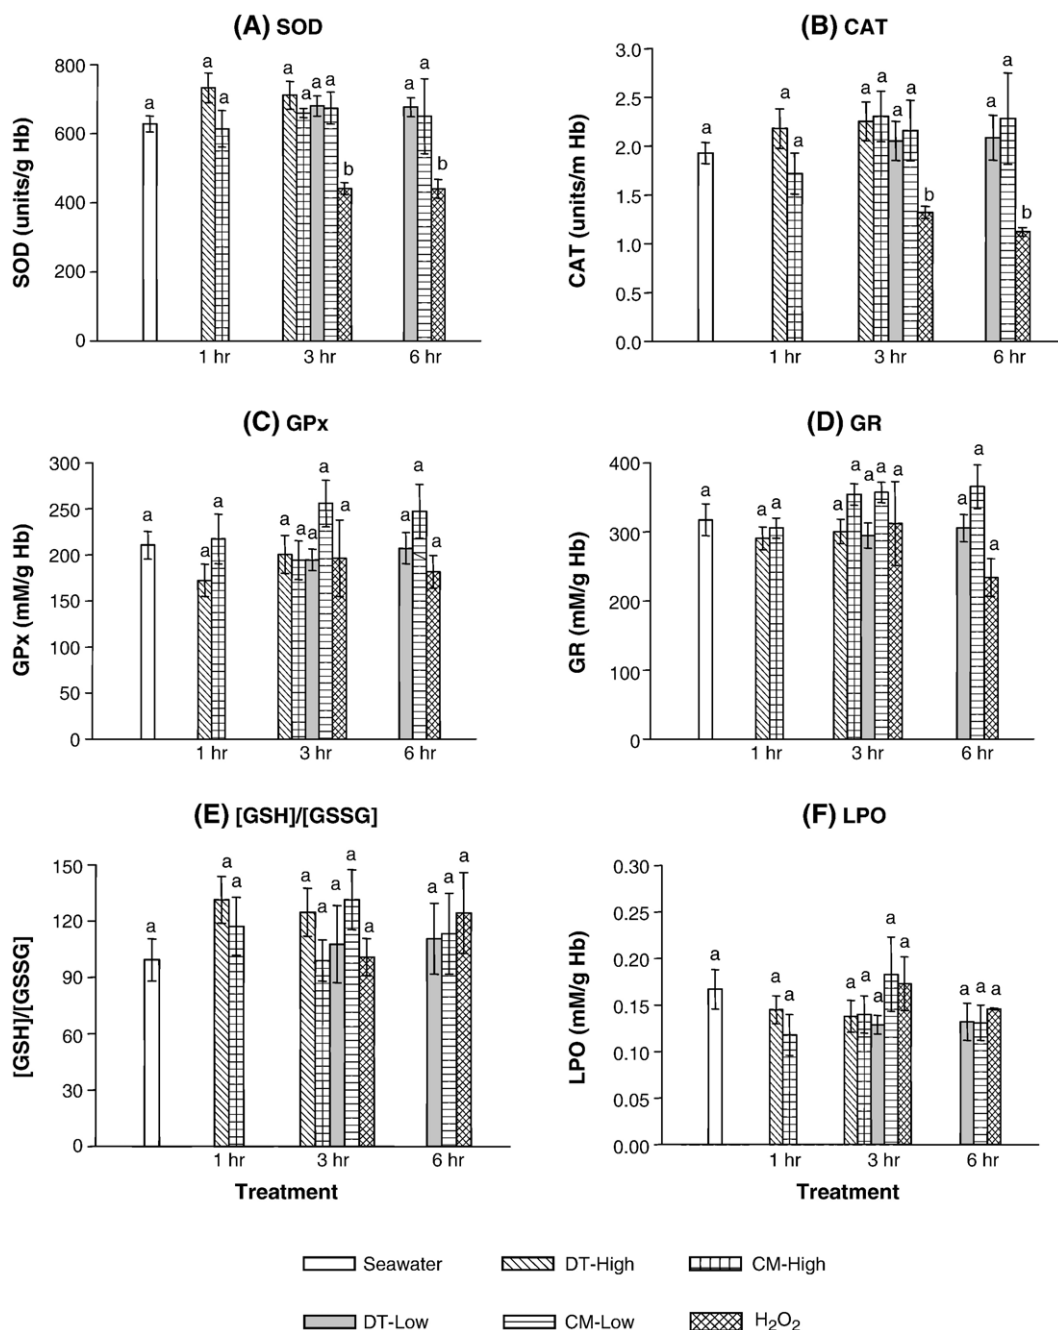 (A) SOD
SOD (units/g Hb)
800
600
400
200
0
a
a
a
a
a
a
a
b
a
a
b
1 hr
3 hr
6 hr
(B) CAT
CAT (units/m Hb)
3.0
2.5
2.0
1.5
1.0
0.5
0.0
a
a
a
a
a
a
a
b
a
a
b
1 hr
3 hr
6 hr
(C) GPx
GPx (mM/g Hb)
300
250
200
150
100
50
0
a
a
a
a
a
a
a
a
a
a
a
1 hr
3 hr
6 hr
(D) GR
GR (mM/g Hb)
400
300
200
100
0
a
a
a
a
a
a
a
a
a
a
a
1 hr
3 hr
6 hr
(E) [GSH]/[GSSG]
[GSH]/[GSSG]
150
120
90
60
30
0
a
a
a
a
a
a
a
a
a
a
a
1 hr
3 hr
6 hr
Treatment
(F) LPO
LPO (mM/g Hb)
0.30
0.25
0.20
0.15
0.10
0.05
0.00
a
a
a
a
a
a
a
a
a
a
a
1 hr
3 hr
6 hr
Treatment
Seawater
DT-High
CM-High
DT-Low
CM-Low
H₂O₂